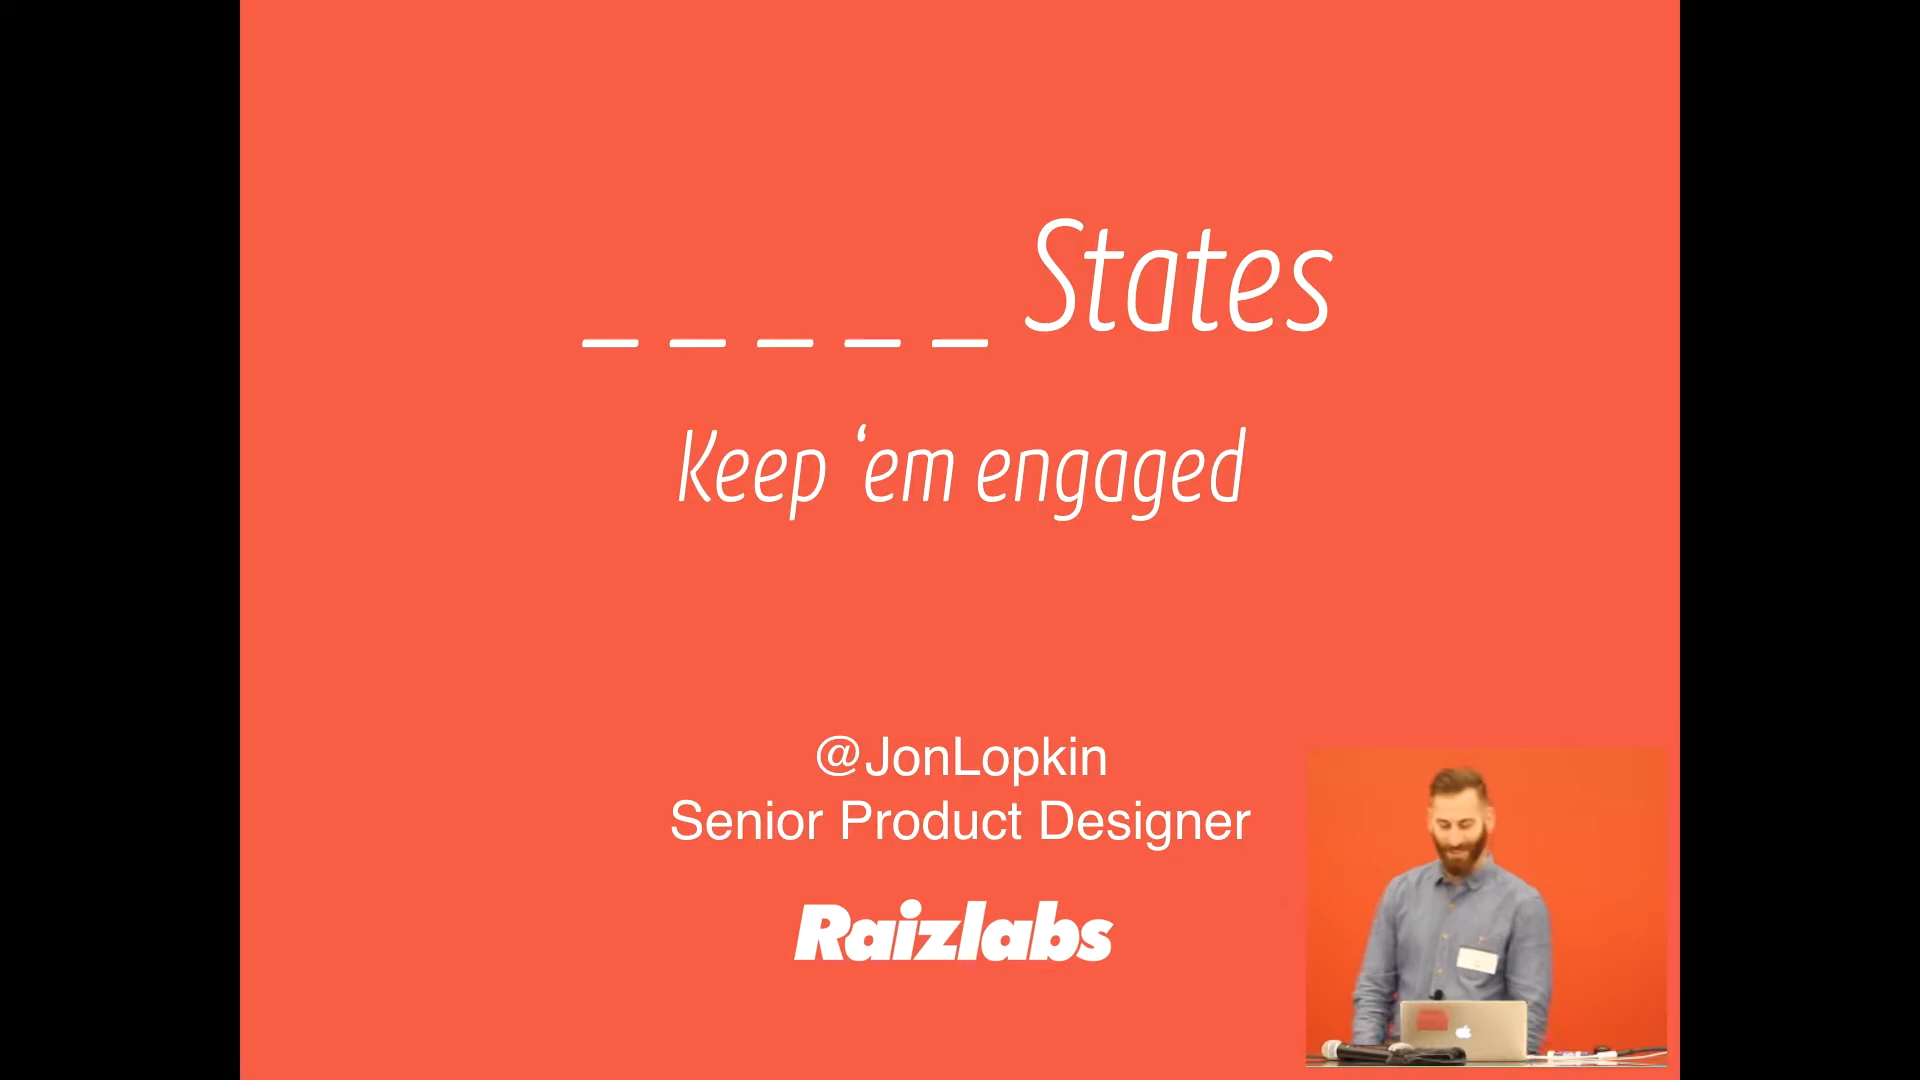 _ _ _ _ _ States
Keep ‘em engaged
@JonLopkin
Senior Product Designer
Raizlabs